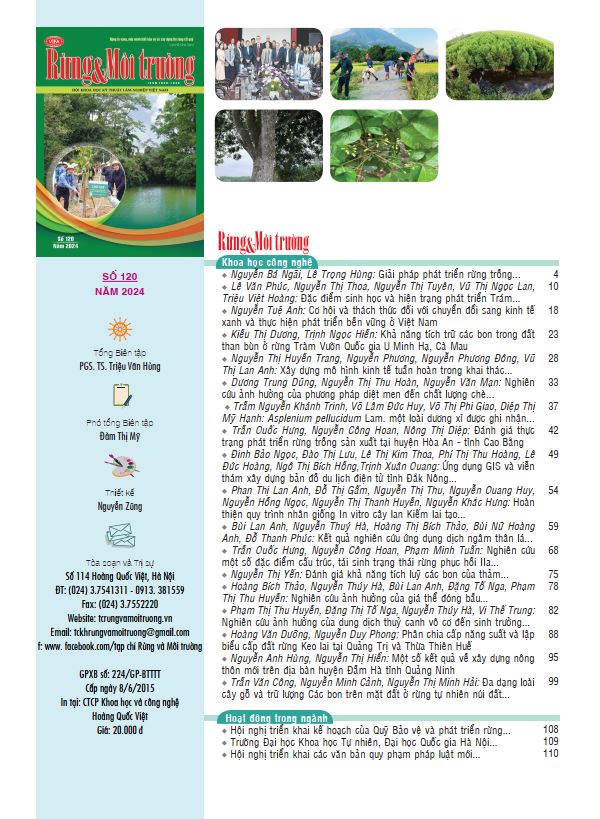 Rừng&Môi trường
HỘI KHOA HỌC KỸ THUẬT LÂM NGHIỆP VIỆT NAM
Số 120
Năm 2024
SỐ 120
NĂM 2024
Tổng Biên tập
PGS. TS. Triệu Văn Hùng
Phó tổng Biên tập
Đàm Thị Mỹ
Thiết kế
Nguyễn Zũng
Tòa soạn và Trị sự
Số 114 Hoàng Quốc Việt, Hà Nội
ĐT: (024) 3.7541311 - 0913. 381559
Fax: (024) 3.7552220
Website: tcrungvamoitruong.vn
Email: tckhrungvamoitruong@gmail.com
f: www. facebook.com/tạp chí Rừng và Môi trường
GPXB số: 224/GP-BTTTT
Cấp ngày 8/6/2015
In tại: CTCP Khoa học và công nghệ
Hoàng Quốc Việt
Giá: 20.000 đ
Rừng&Môi trường
Khoa học công nghệ
Nguyễn Bá Ngãi, Lê Trọng Hùng: Giải pháp phát triển rừng trồng... 4
Lê Văn Phúc, Nguyễn Thị Thoa, Nguyễn Thị Tuyên, Vũ Thị Ngọc Lan, 10
Triệu Việt Hoàng: Đặc điểm sinh học và hiện trạng phát triển Trám...
Nguyễn Tuệ Anh: Cơ hội và thách thức đối với chuyển đổi sang kinh tế 18
xanh và thực hiện phát triển bền vững ở Việt Nam
Kiều Thị Dương, Trịnh Ngọc Hiền: Khả năng tích trữ các bon trong đất 23
than bùn ở rừng Tràm Vườn Quốc gia U Minh Hạ, Cà Mau
Nguyễn Thị Huyền Trang, Nguyễn Phương, Nguyễn Phương Đông, Vũ 28
Thị Lan Anh: Xây dựng mô hình kinh tế tuần hoàn trong khai thác...
Dương Trung Dũng, Nguyễn Thị Thu Hoàn, Nguyễn Văn Mạn: Nghiên 33
cứu ảnh hưởng của phương pháp diệt men đến chất lượng chè...
Trầm Nguyễn Khánh Trình, Võ Lâm Đức Huy, Võ Thị Phi Giao, Diệp Thị 37
Mỹ Hạnh: Asplenium pellucidum Lam. một loài dương xỉ được ghi nhận...
Trần Quốc Hưng, Nguyễn Công Hoan, Nông Thị Diệp: Đánh giá thực 42
trạng phát triển rừng trồng sản xuất tại huyện Hòa An - tỉnh Cao Bằng
Đinh Bảo Ngọc, Đào Thị Lưu, Lê Thị Kim Thoa, Phí Thị Thu Hoàng, Lê 49
Đức Hoàng, Ngô Thị Bích Hồng,Trịnh Xuân Quang: Ứng dụng GIS và viễn
thám xây dựng bản đồ du lịch điện tử tỉnh Đắk Nông...
Phan Thị Lan Anh, Đỗ Thị Gấm, Nguyễn Thị Thu, Nguyễn Quang Huy, 54
Nguyễn Hồng Ngọc, Nguyễn Thị Thanh Huyền, Nguyễn Khắc Hưng: Hoàn
thiện quy trình nhân giống In vitro cây lan Kiếm lai tạo...
Bùi Lan Anh, Nguyễn Thuý Hà, Hoàng Thị Bích Thảo, Bùi Nữ Hoàng 59
Anh, Đỗ Thanh Phúc: Kết quả nghiên cứu ứng dụng dịch ngâm thân lá...
Trần Quốc Hưng, Nguyễn Công Hoan, Phạm Minh Tuấn: Nghiên cứu 68
một số đặc điểm cấu trúc, tái sinh trạng thái rừng phục hồi IIa...
Nguyễn Thị Yến: Đánh giá khả năng tích luỹ các bon của thảm... 75
Hoàng Bích Thảo, Nguyễn Thúy Hà, Bùi Lan Anh, Đặng Tố Nga, Phạm 78
Thị Thu Huyền: Nghiên cứu ảnh hưởng của giá thể đóng bầu...
Phạm Thị Thu Huyền, Đặng Thị Tố Nga, Nguyễn Thúy Hà, Vi Thế Trung: 82
Nghiên cứu ảnh hưởng của dung dịch thuỷ canh vô cơ đến sinh trưởng...
Hoàng Văn Dưỡng, Nguyễn Duy Phong: Phân chia cấp năng suất và lập 88
biểu cấp đất rừng Keo lai tại Quảng Trị và Thừa Thiên Huế
Nguyễn Anh Hùng, Nguyễn Thị Hiền: Một số kết quả về xây dựng nông 95
thôn mới trên địa bàn huyện Đầm Hà tỉnh Quảng Ninh
Trần Văn Công, Nguyễn Minh Cảnh, Nguyễn Thị Minh Hải: Đa dạng loài 99
cây gỗ và trữ lượng Các bon trên mặt đất ở rừng tự nhiên núi đất...
Hoạt động trong ngành
Hội nghị triển khai kế hoạch của Quỹ Bảo vệ và phát triển rừng... 108
Trường Đại học Khoa học Tự nhiên, Đại học Quốc gia Hà Nội... 109
Hội nghị triển khai các văn bản quy phạm pháp luật mới... 110